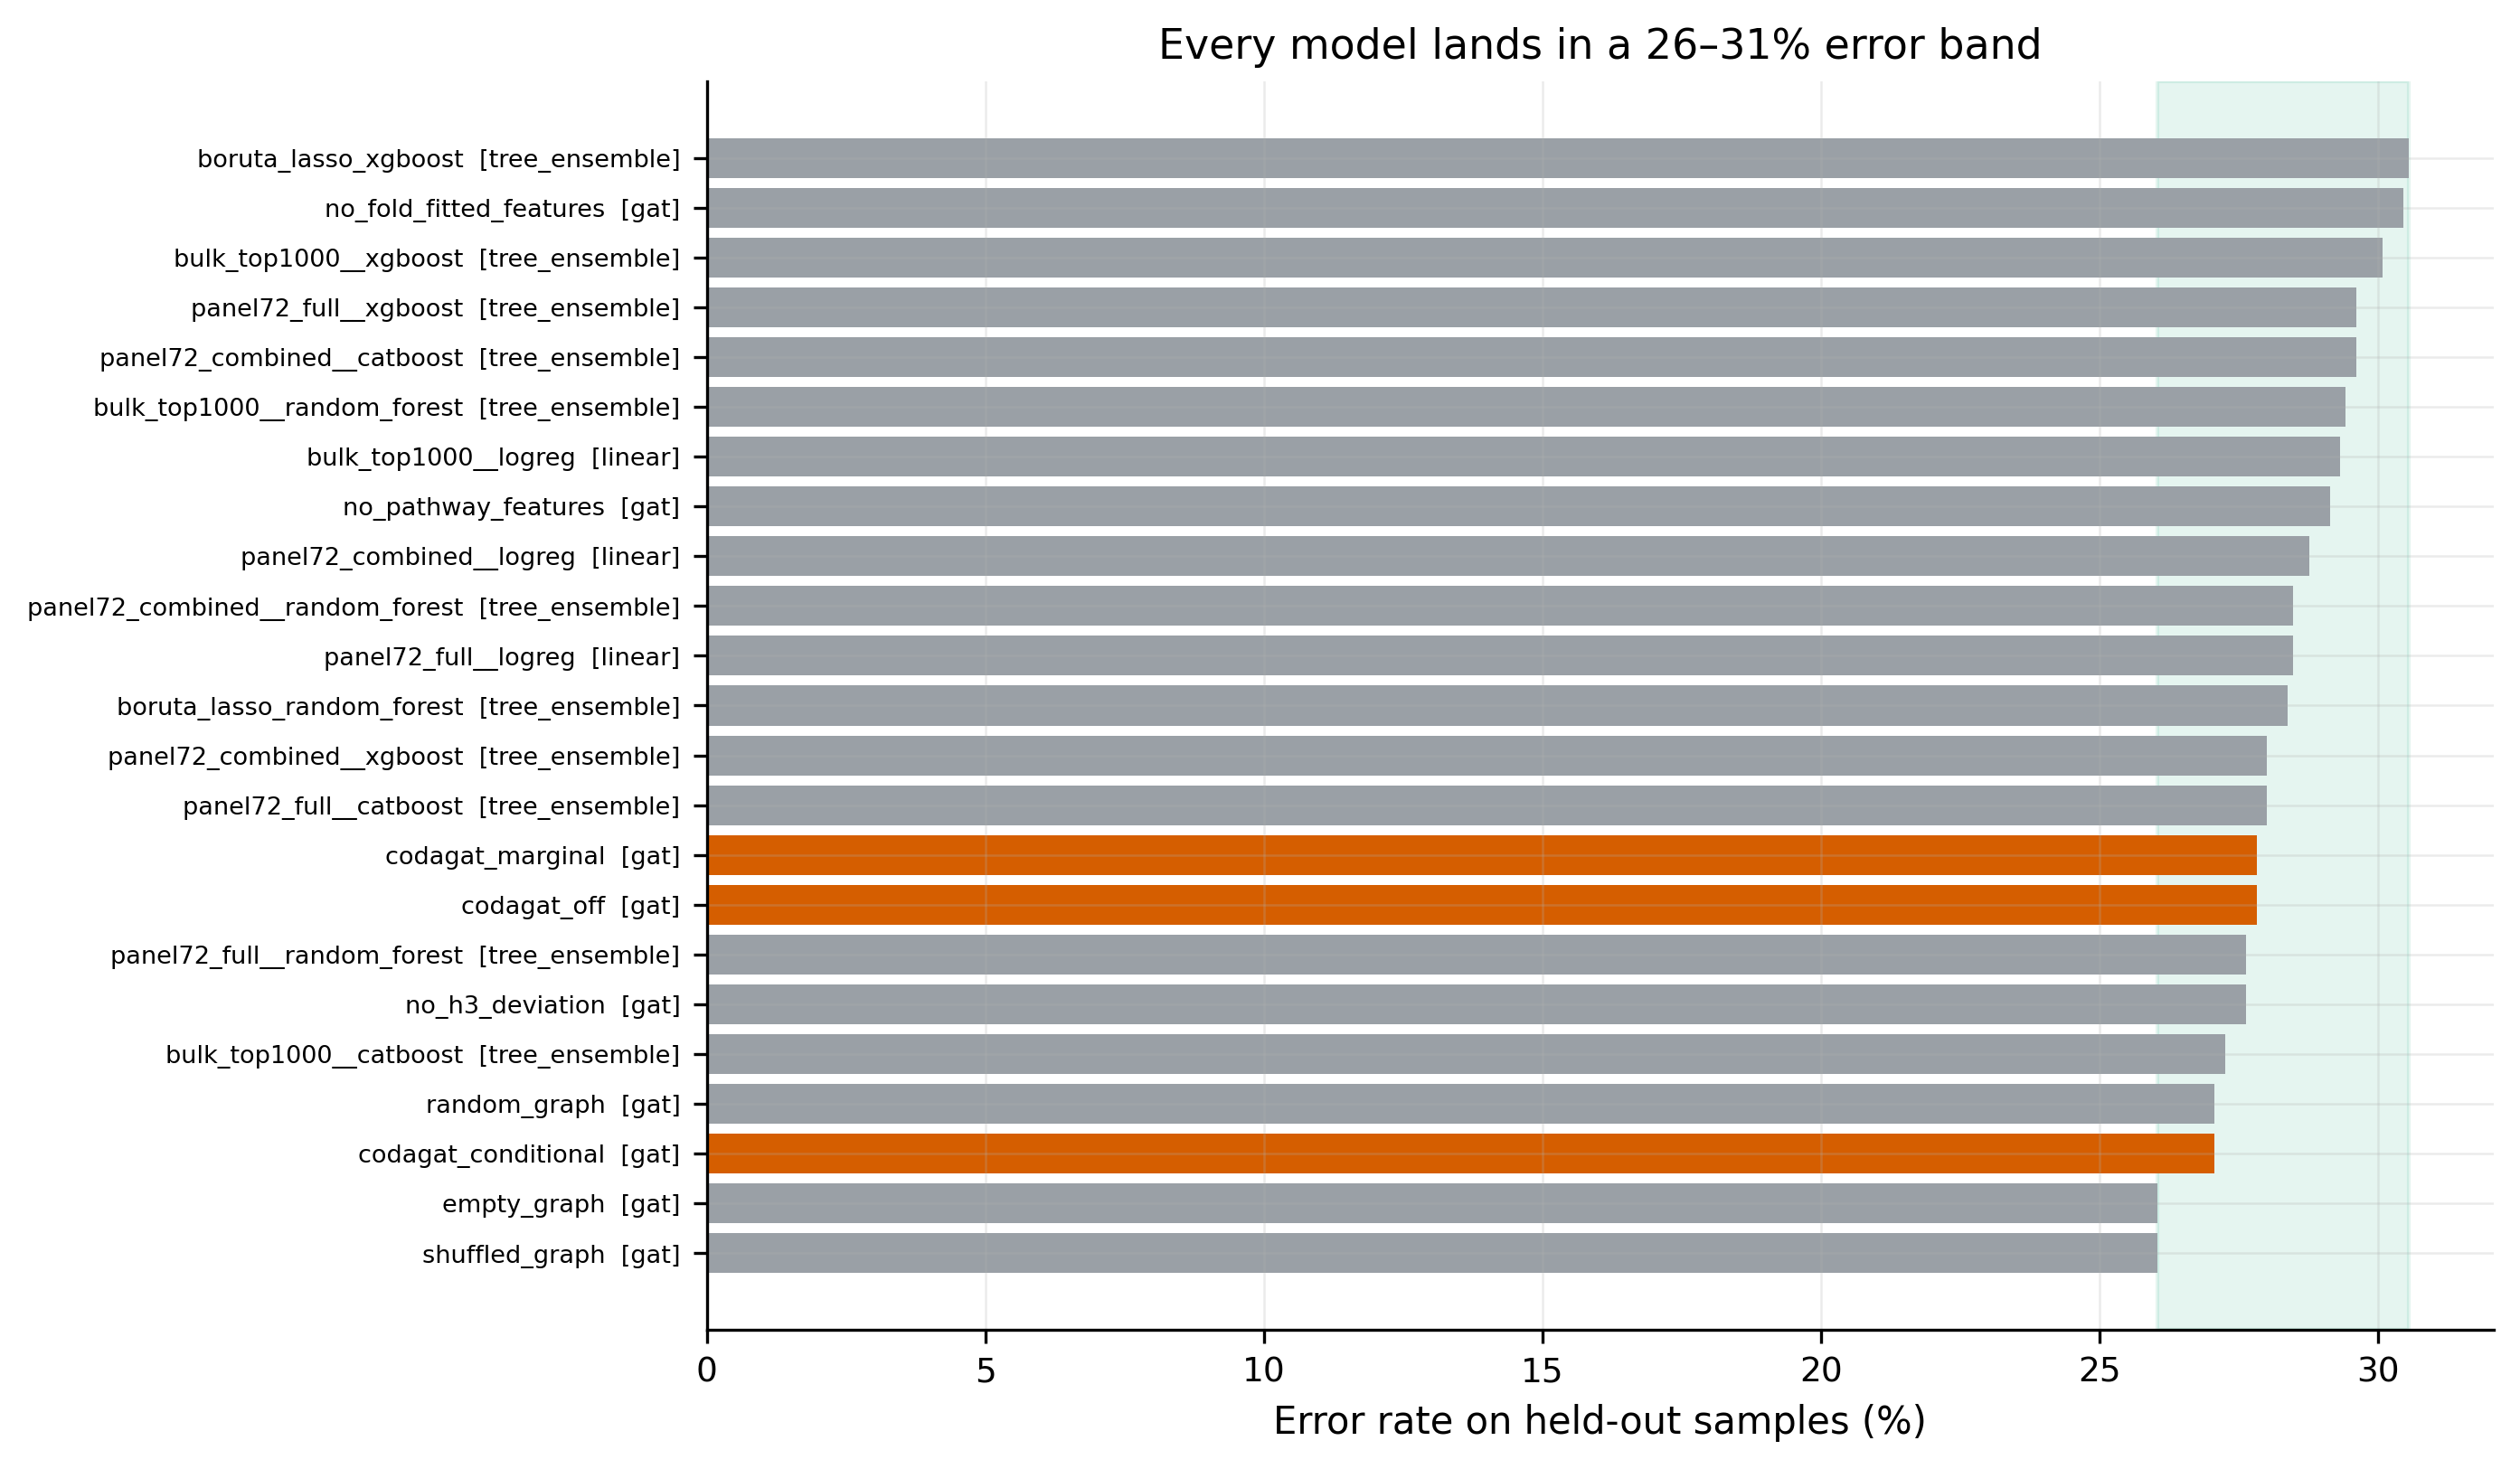 Every model lands in a 26–31% error band
boruta_lasso_xgboost [tree_ensemble]
no_fold_fitted_features [gat]
bulk_top1000__xgboost [tree_ensemble]
panel72_full__xgboost [tree_ensemble]
panel72_combined__catboost [tree_ensemble]
bulk_top1000__random_forest [tree_ensemble]
bulk_top1000__logreg [linear]
no_pathway_features [gat]
panel72_combined__logreg [linear]
panel72_combined__random_forest [tree_ensemble]
panel72_full__logreg [linear]
boruta_lasso_random_forest [tree_ensemble]
panel72_combined__xgboost [tree_ensemble]
panel72_full__catboost [tree_ensemble]
codagat_marginal [gat]
codagat_off [gat]
panel72_full__random_forest [tree_ensemble]
no_h3_deviation [gat]
bulk_top1000__catboost [tree_ensemble]
random_graph [gat]
codagat_conditional [gat]
empty_graph [gat]
shuffled_graph [gat]
0 5 10 15 20 25 30
Error rate on held-out samples (%)